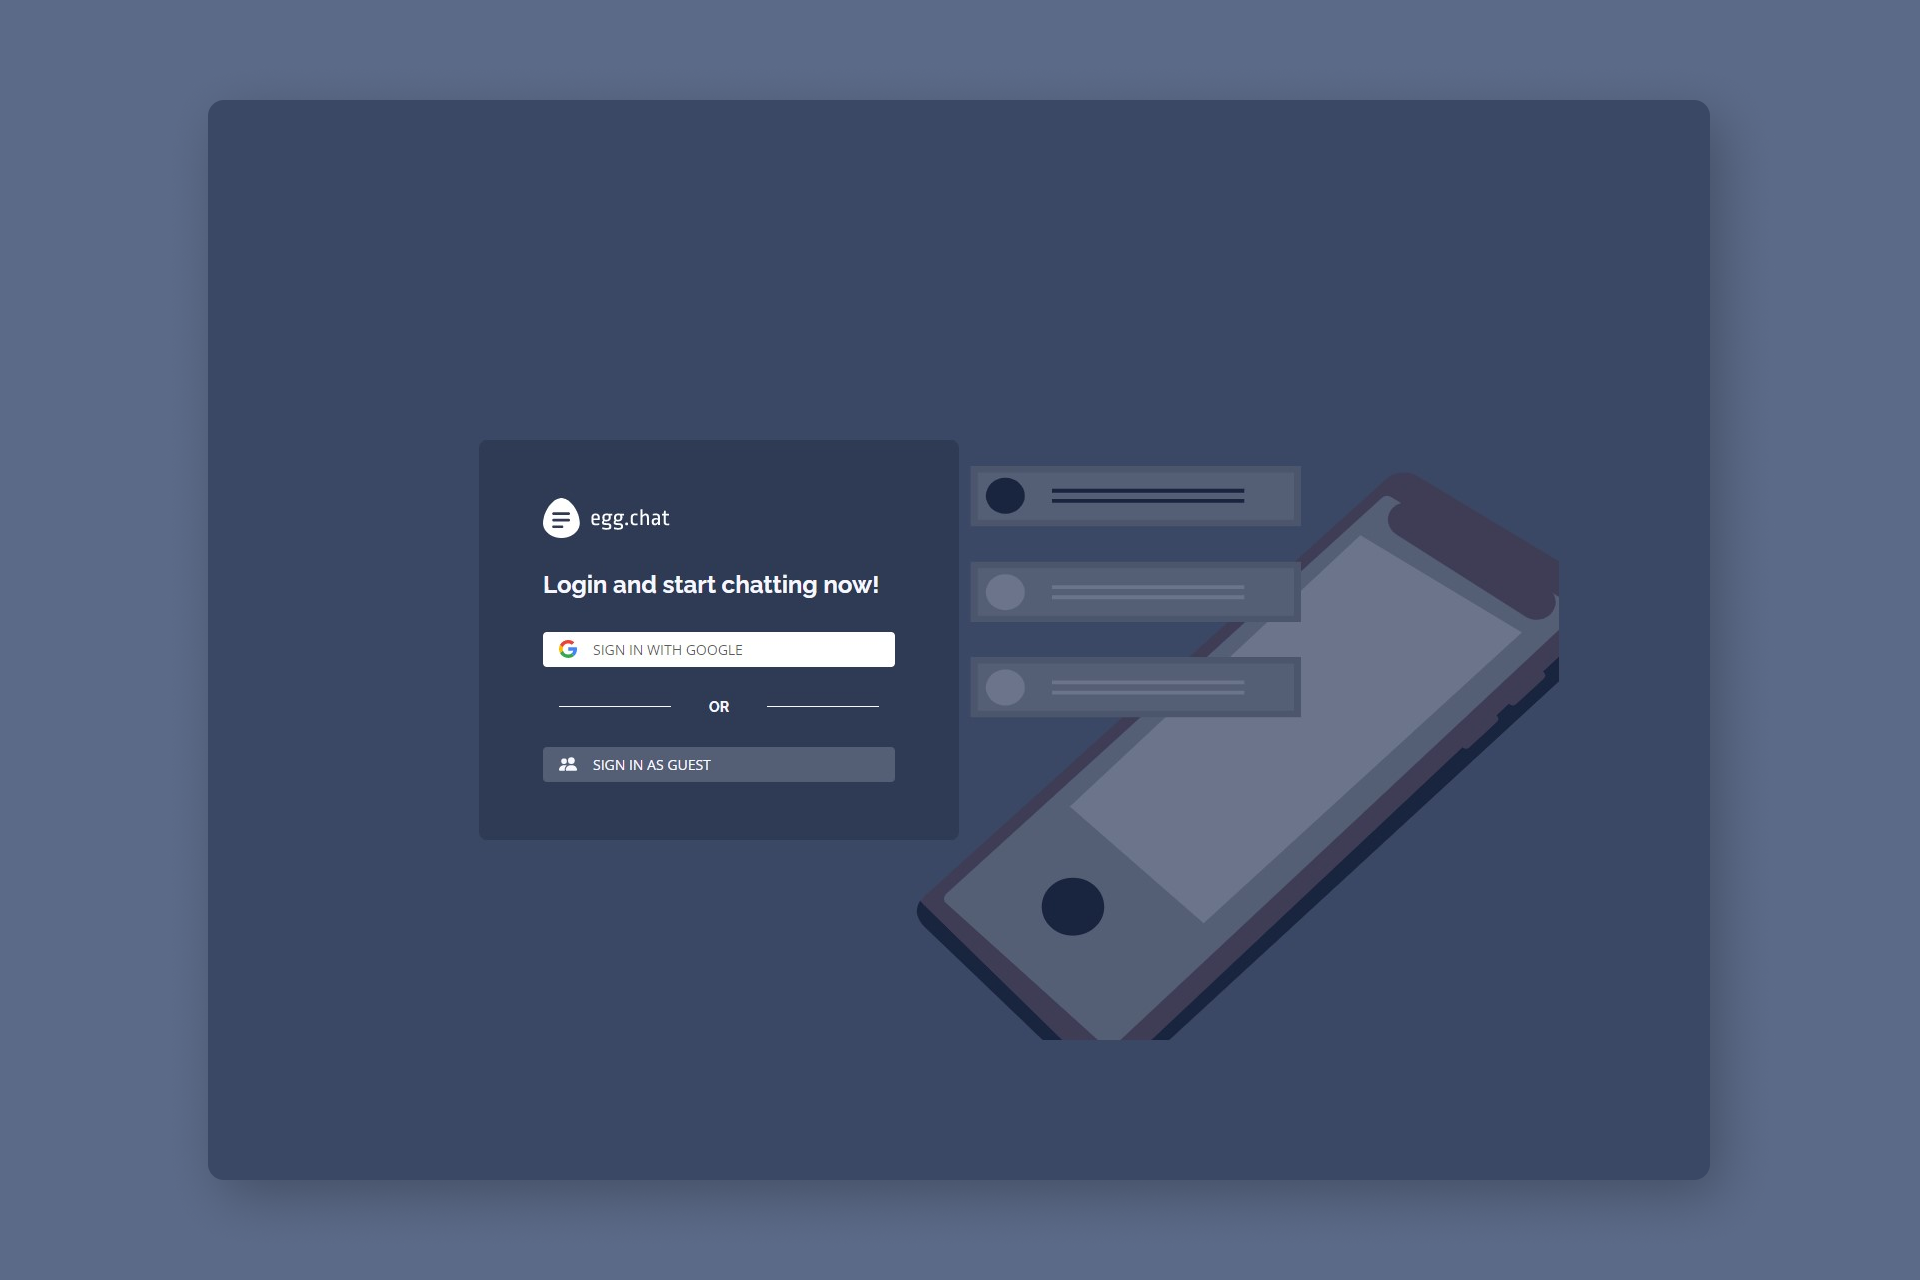 egg.chat
Login and start chatting now!
SIGN IN WITH GOOGLE
OR
SIGN IN AS GUEST